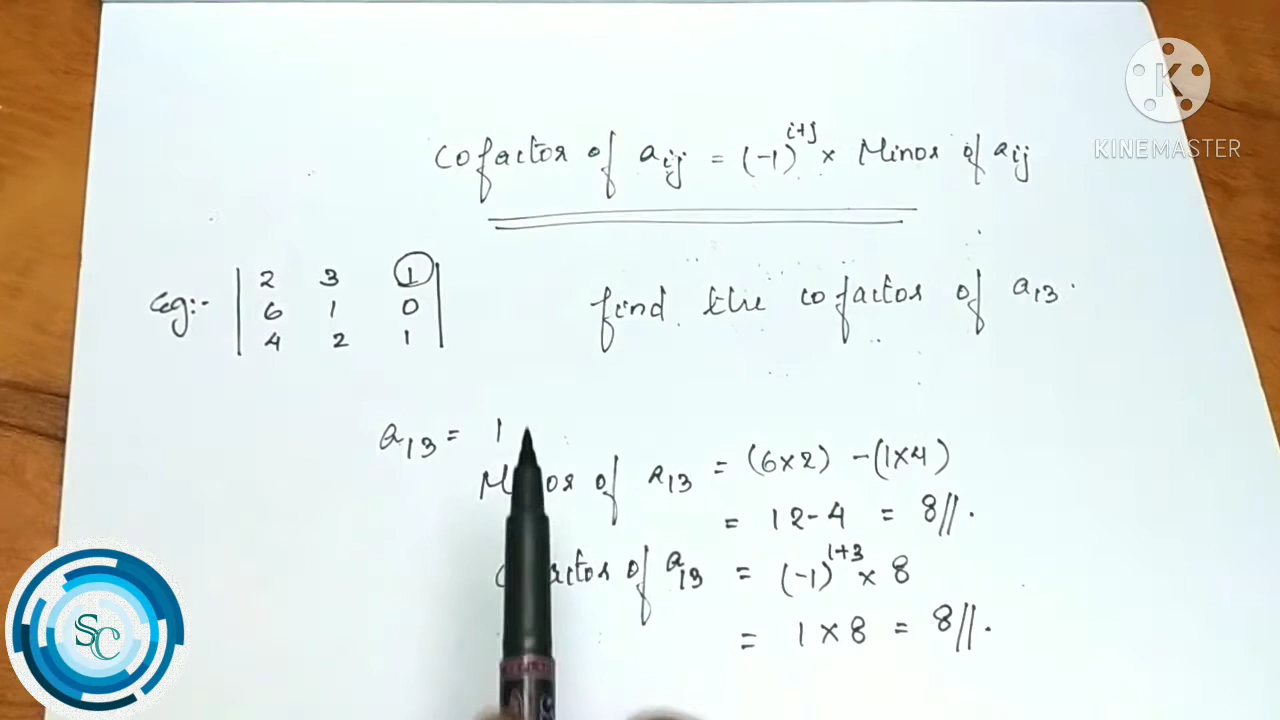 Cofactor of aij = (-1)^i+j × Minor of aij
KINEMASTER
Eg:- | 2 3 1 |
| 6 1 0 |
| 4 2 1 |
find the cofactor of a13.
a13 = 1
of a13 = (6×2) - (1×4)
= 12-4 = 8//.
of a13 = (-1)^1+3 × 8
= 1 × 8 = 8//.
SC